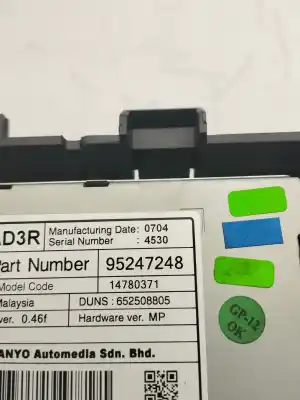 AD3R
Manufacturing Date: 0704
Serial Number : 4530
Part Number 95247248
Model Code 14780371
Malaysia DUNS : 652508805
ver. 0.46f Hardware ver. MP
ANYO Automedia Sdn. Bhd.
GP-12
OK